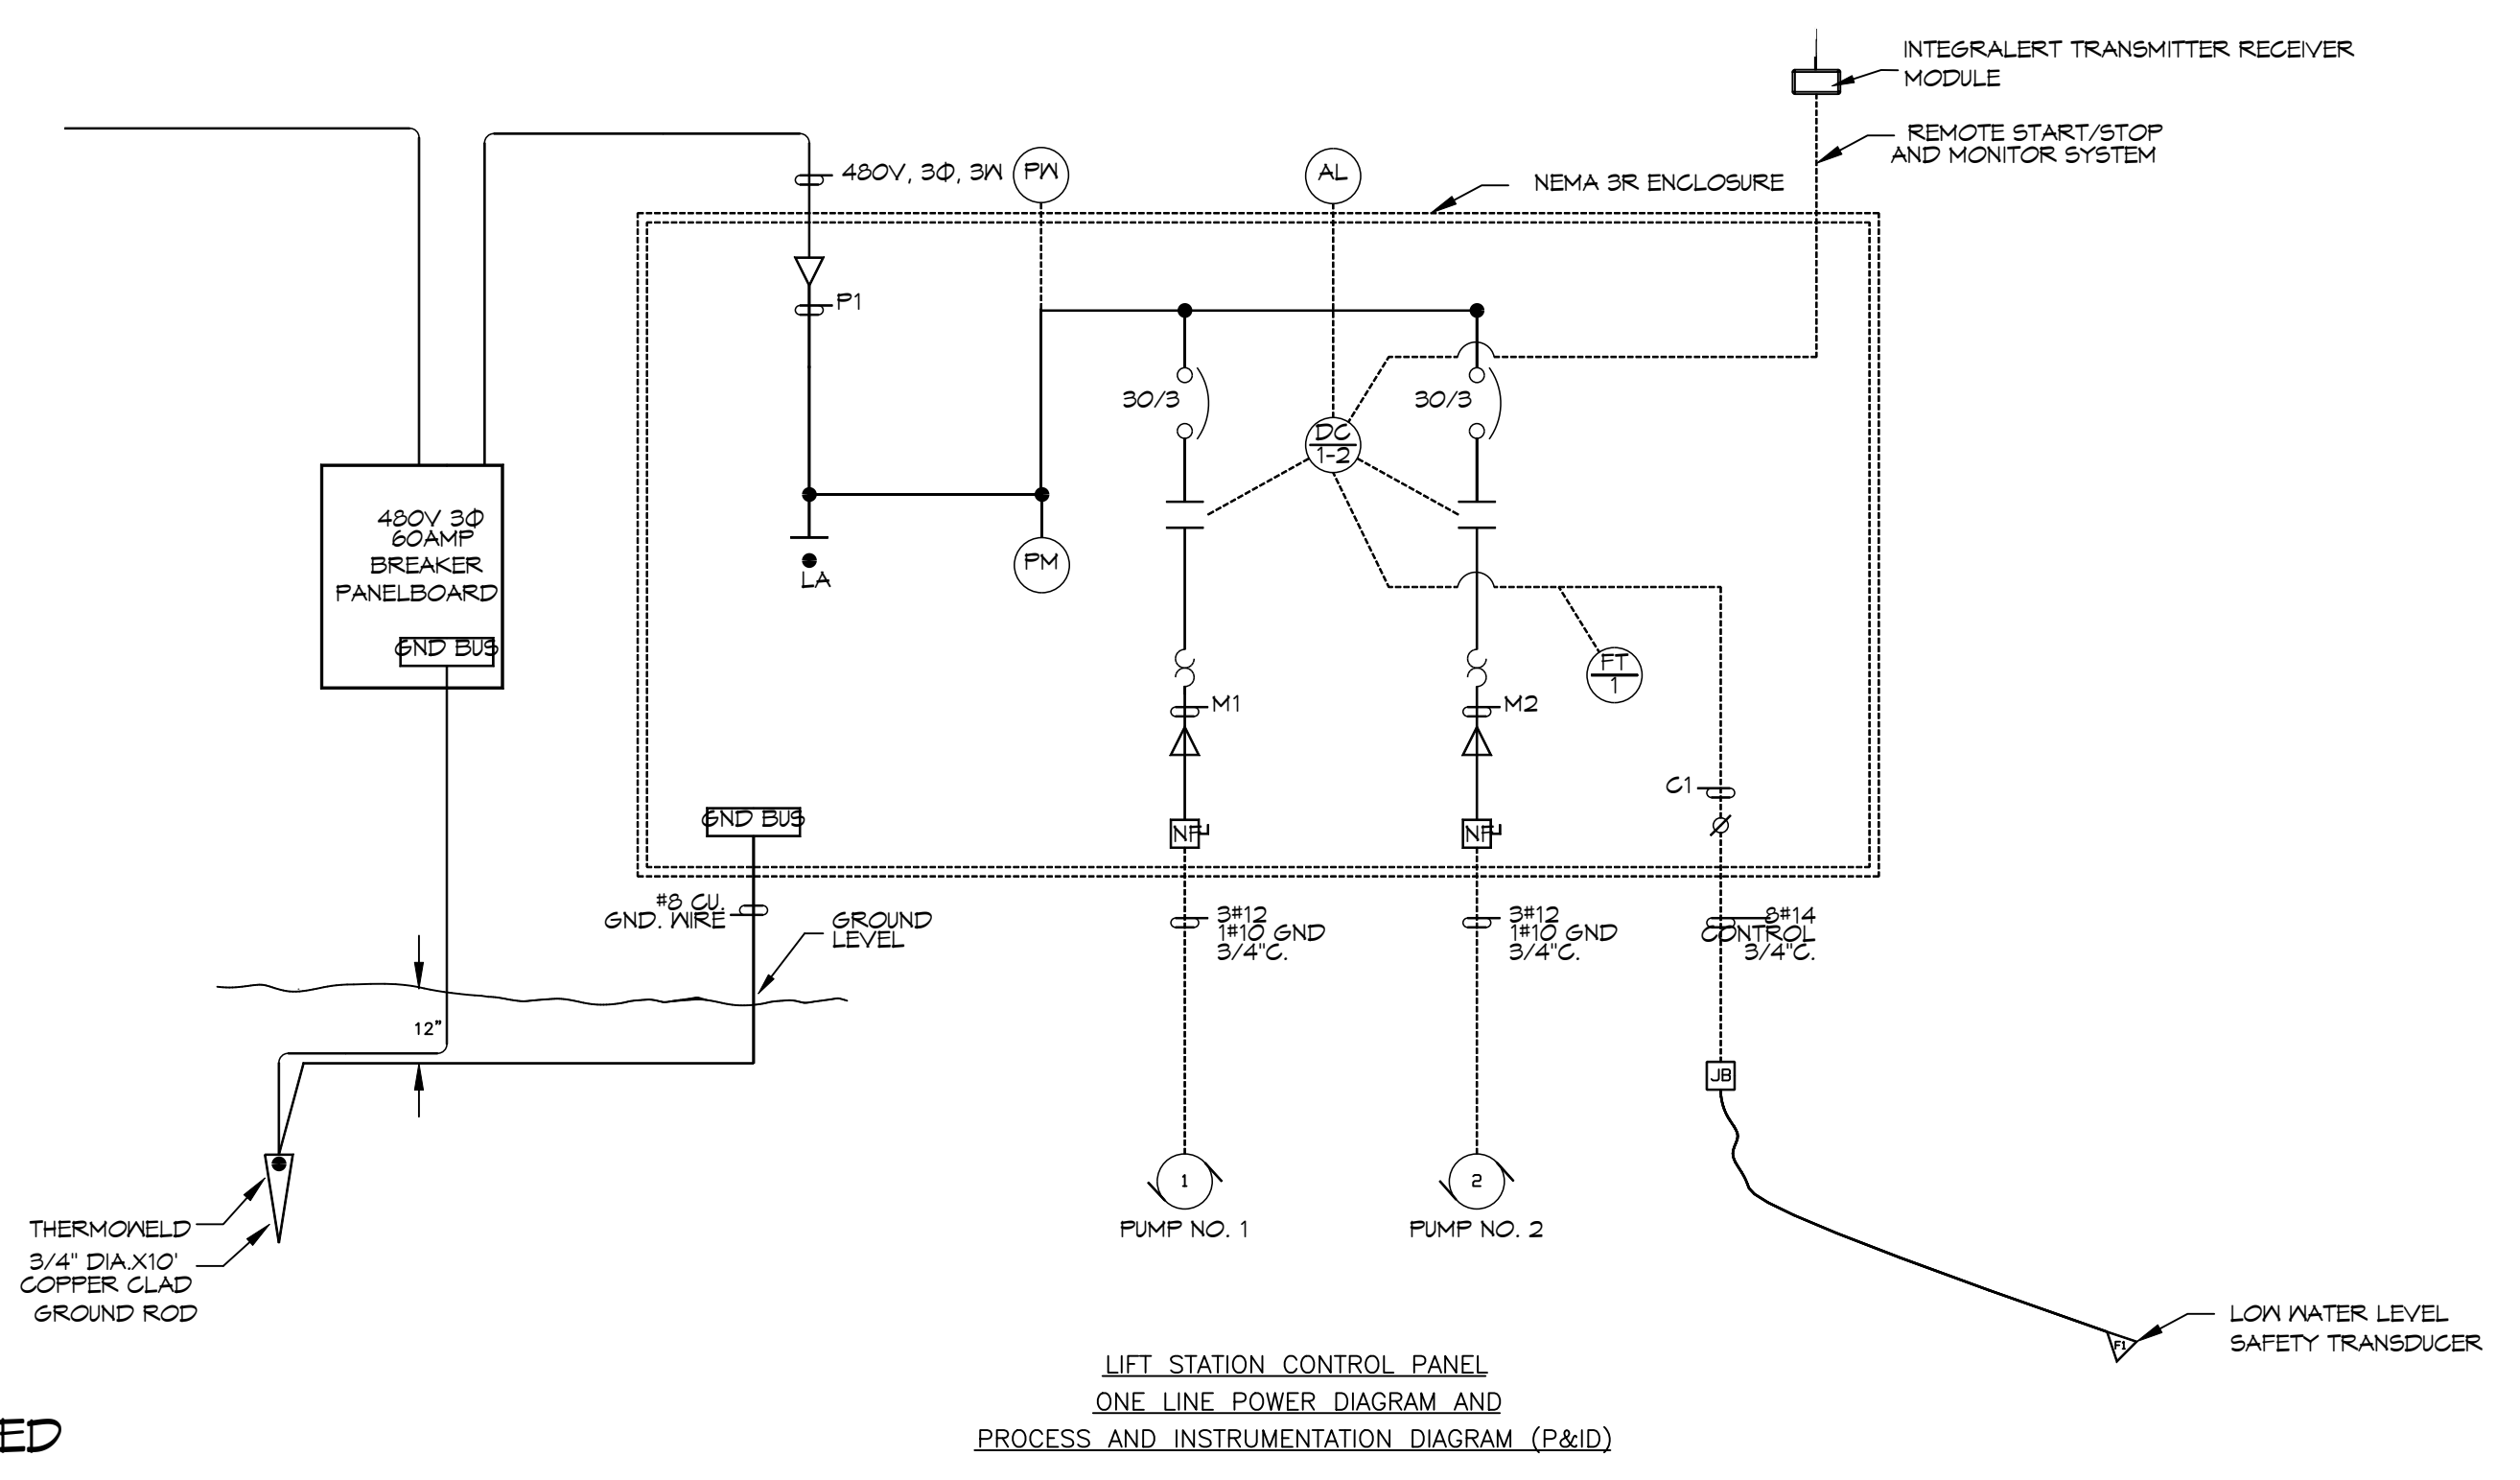 INTEGRALERT TRANSMITTER RECEIVER
MODULE
REMOTE START/STOP
AND MONITOR SYSTEM
480V, 3Φ, 3W
PW
AL
NEMA 3R ENCLOSURE
P1
30/3
30/3
DC
1-2
480V 3Φ
60AMP
BREAKER
PANELBOARD
GND BUS
LA
PM
FT
1
M1
M2
C1
GND BUS
NF
NF
#8 CU.
GND. WIRE
GROUND
LEVEL
3#12
1#10 GND
3/4"C.
3#12
1#10 GND
3/4"C.
8#14
CONTROL
3/4"C.
12"
JB
1
2
PUMP NO. 1
PUMP NO. 2
THERMOWELD
3/4" DIA.X10'
COPPER CLAD
GROUND ROD
F1
LOW WATER LEVEL
SAFETY TRANSDUCER
LIFT STATION CONTROL PANEL
ONE LINE POWER DIAGRAM AND
PROCESS AND INSTRUMENTATION DIAGRAM (P&ID)
ED